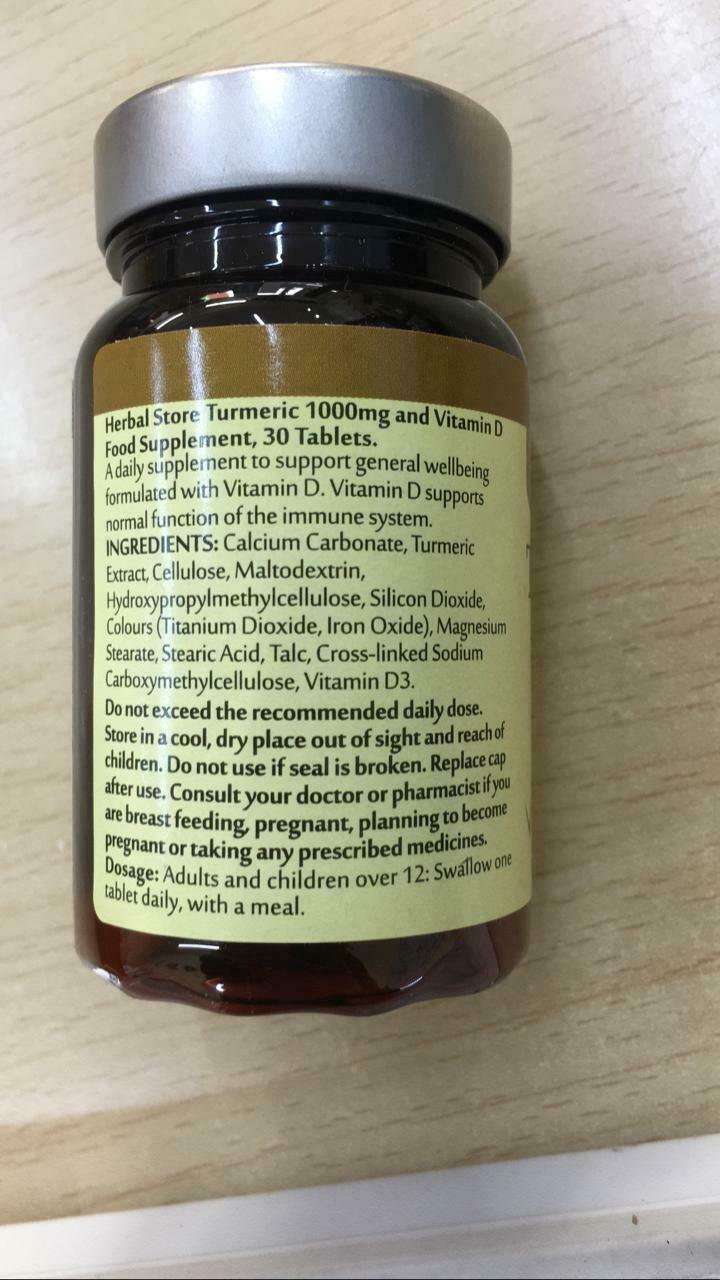 Herbal Store Turmeric 1000mg and Vitamin D
Food Supplement, 30 Tablets.
A daily supplement to support general wellbeing
formulated with Vitamin D. Vitamin D supports
normal function of the immune system.
INGREDIENTS: Calcium Carbonate, Turmeric
Extract, Cellulose, Maltodextrin,
Hydroxypropylmethylcellulose, Silicon Dioxide,
Colours (Titanium Dioxide, Iron Oxide), Magnesium
Stearate, Stearic Acid, Talc, Cross-linked Sodium
Carboxymethylcellulose, Vitamin D3.
Do not exceed the recommended daily dose.
Store in a cool, dry place out of sight and reach of
children. Do not use if seal is broken. Replace cap
after use. Consult your doctor or pharmacist if you
are breast feeding, pregnant, planning to become
pregnant or taking any prescribed medicines.
Dosage: Adults and children over 12: Swallow one
tablet daily, with a meal.